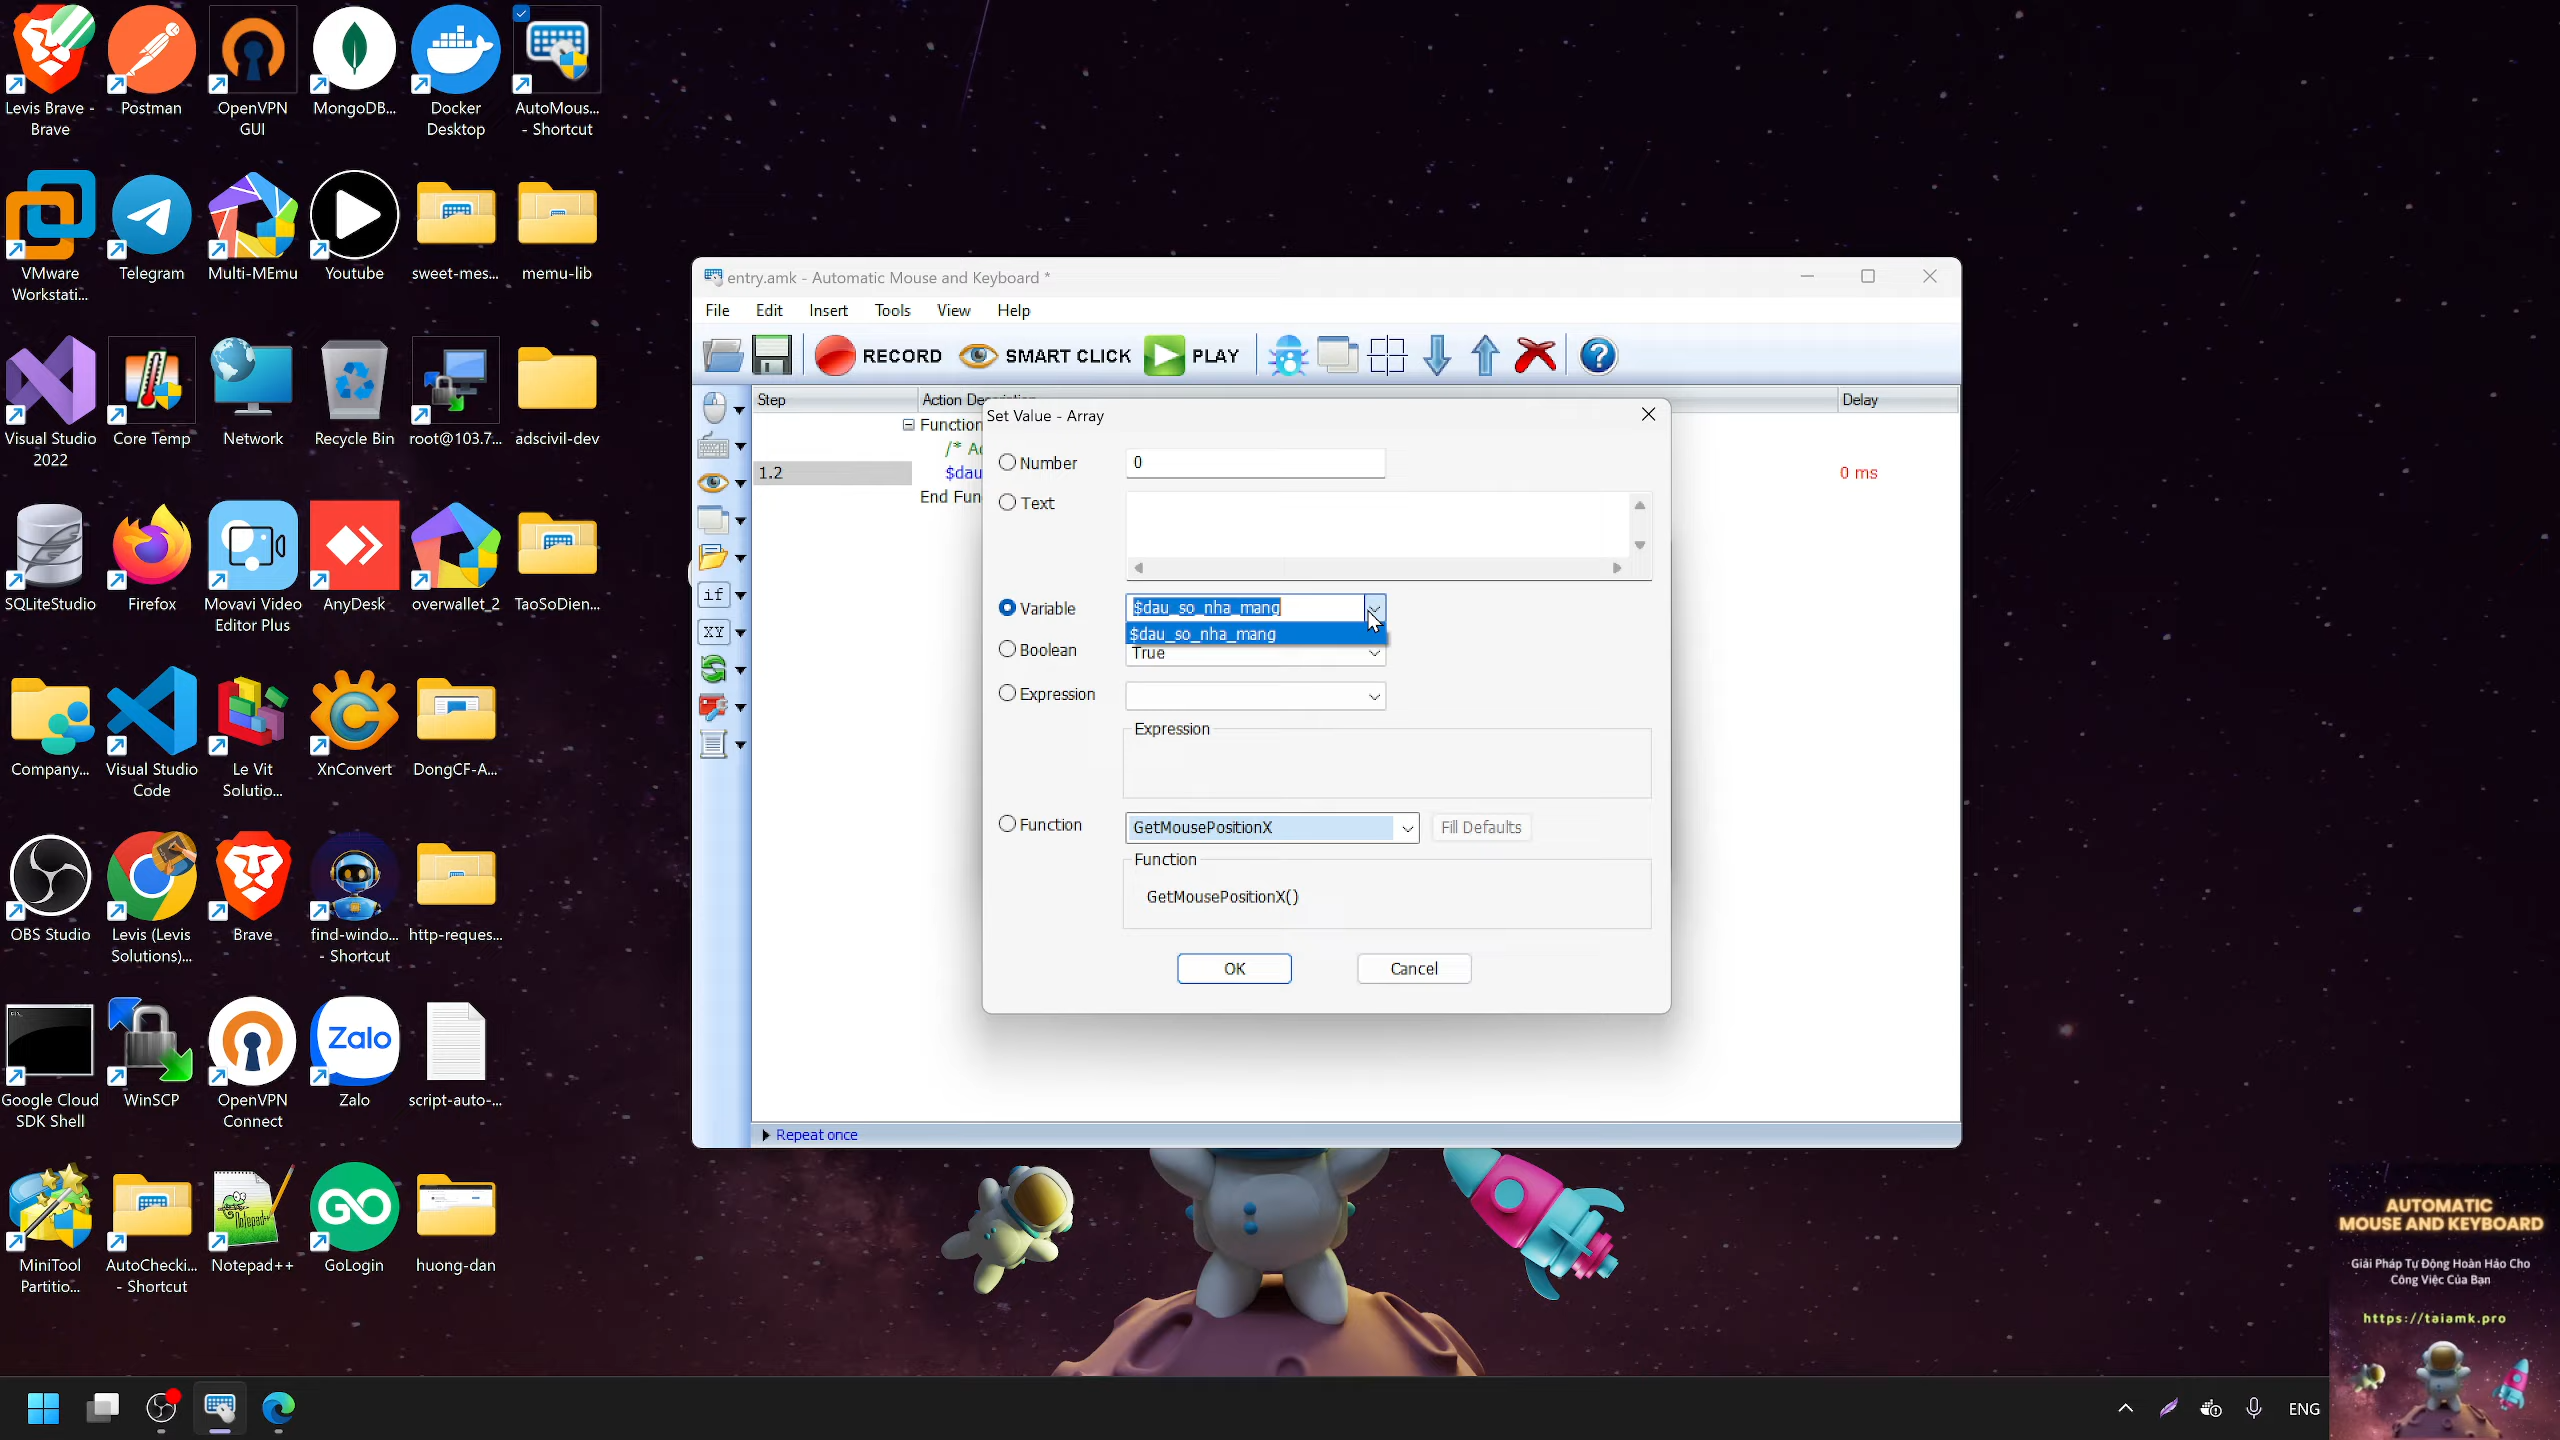 Levis Brave -
Brave
Postman
OpenVPN
GUI
MongoDB...
Docker
Desktop
AutoMous...
- Shortcut
VMware
Workstati...
Telegram
Multi-MEmu
Youtube
sweet-mes...
memu-lib
Visual Studio
2022
Core Temp
Network
Recycle Bin
root@103.7...
adscivil-dev
SQLiteStudio
Firefox
Movavi Video
Editor Plus
AnyDesk
overwallet_2
TaoSoDien...
Company...
Visual Studio
Code
Le Vit
Solutio...
XnConvert
DongCF-A...
OBS Studio
Levis (Levis
Solutions)...
Brave
find-windo...
- Shortcut
http-reques...
Google Cloud
SDK Shell
WinSCP
OpenVPN
Connect
Zalo
Zalo
script-auto-...
MiniTool
Partitio...
AutoChecki...
- Shortcut
Notepad++
GO
GoLogin
huong-dan
entry.amk - Automatic Mouse and Keyboard *
File Edit Insert Tools View Help
RECORD SMART CLICK PLAY
Step Action Description Delay
Function
/* Ac
1.2 $dau 0 ms
End Fun
if
XY
Set Value - Array
Number 0
Text
Variable $dau_so_nha_mang
$dau_so_nha_mang
Boolean True
Expression
Expression
Function GetMousePositionX Fill Defaults
Function
GetMousePositionX()
OK Cancel
Repeat once
AUTOMATIC
MOUSE AND KEYBOARD
Giải Pháp Tự Động Hoàn Hảo Cho
Công Việc Của Bạn
https://taiamk.pro
ENG